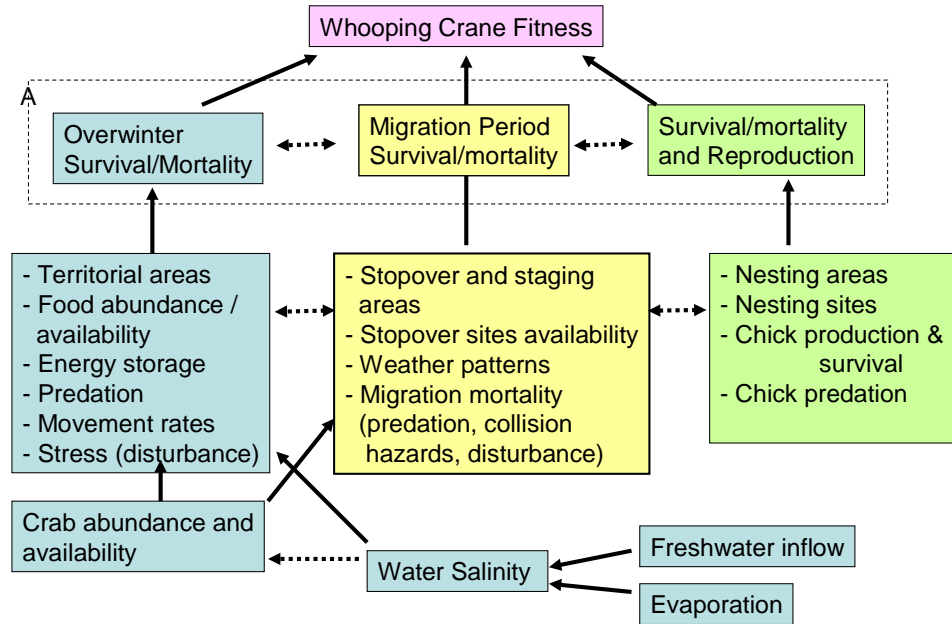 Whooping Crane Fitness
A
Overwinter
Survival/Mortality
Migration Period
Survival/mortality
Survival/mortality
and Reproduction
- Territorial areas
- Food abundance /
availability
- Energy storage
- Predation
- Movement rates
- Stress (disturbance)
- Stopover and staging
areas
- Stopover sites availability
- Weather patterns
- Migration mortality
(predation, collision
hazards, disturbance)
- Nesting areas
- Nesting sites
- Chick production &
survival
- Chick predation
Crab abundance and
availability
Water Salinity
Freshwater inflow
Evaporation